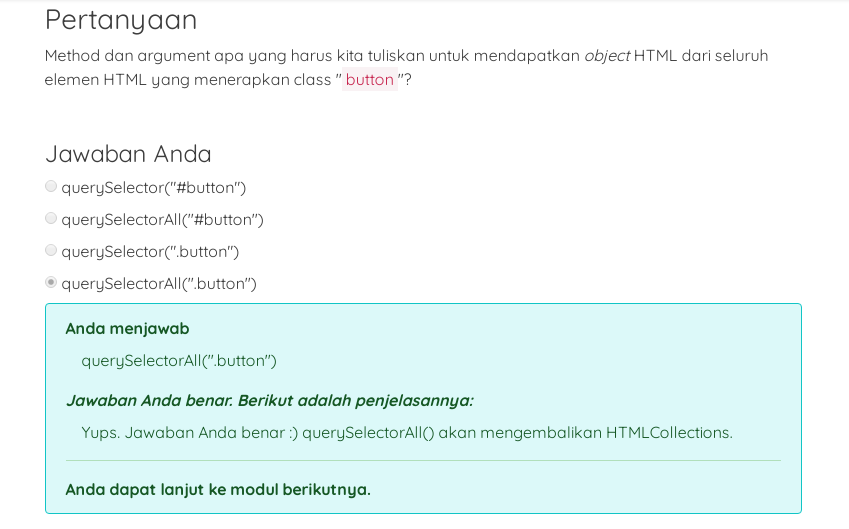 Pertanyaan
Method dan argument apa yang harus kita tuliskan untuk mendapatkan object HTML dari seluruh
elemen HTML yang menerapkan class " button "?
Jawaban Anda
querySelector("#button")
querySelectorAll("#button")
querySelector(".button")
querySelectorAll(".button")
Anda menjawab
querySelectorAll(".button")
Jawaban Anda benar. Berikut adalah penjelasannya:
Yups. Jawaban Anda benar :) querySelectorAll() akan mengembalikan HTMLCollections.
Anda dapat lanjut ke modul berikutnya.